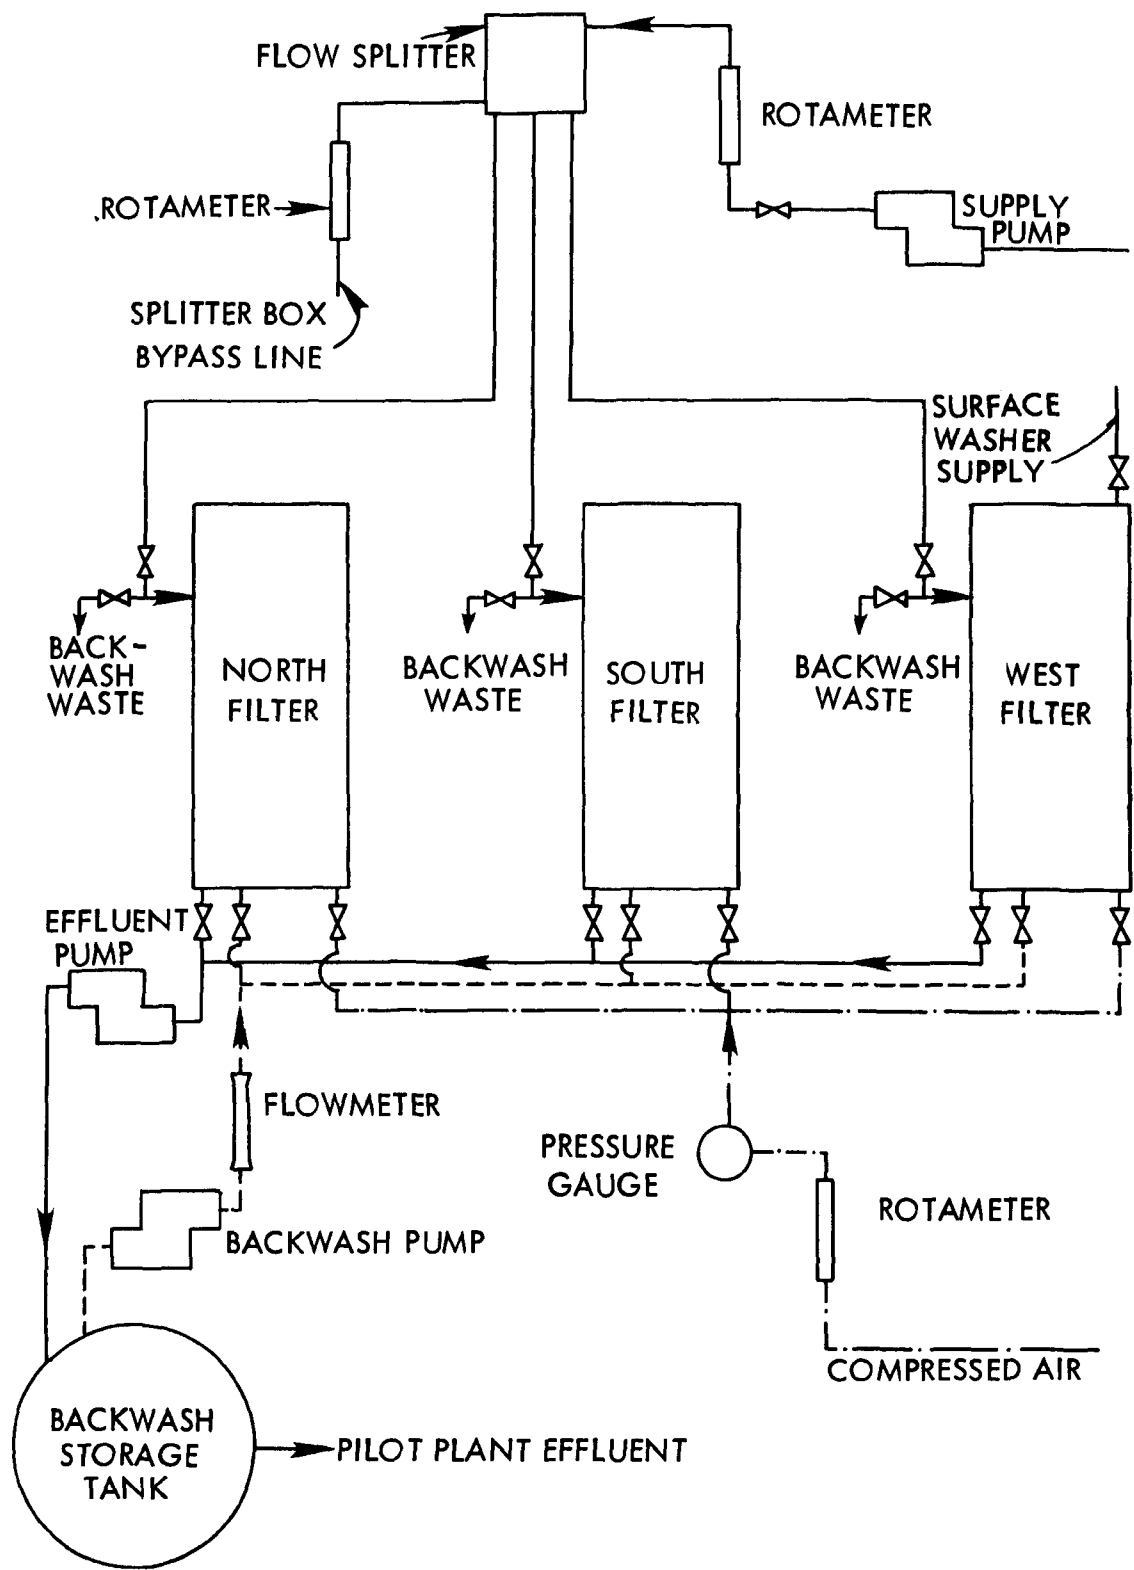 FLOW SPLITTER
ROTAMETER
.ROTAMETER
SUPPLY
PUMP
SPLITTER BOX
BYPASS LINE
SURFACE
WASHER
SUPPLY
BACK-
WASH
WASTE
NORTH
FILTER
BACKWASH
WASTE
SOUTH
FILTER
BACKWASH
WASTE
WEST
FILTER
EFFLUENT
PUMP
FLOWMETER
PRESSURE
GAUGE
ROTAMETER
BACKWASH PUMP
COMPRESSED AIR
BACKWASH
STORAGE
TANK
PILOT PLANT EFFLUENT